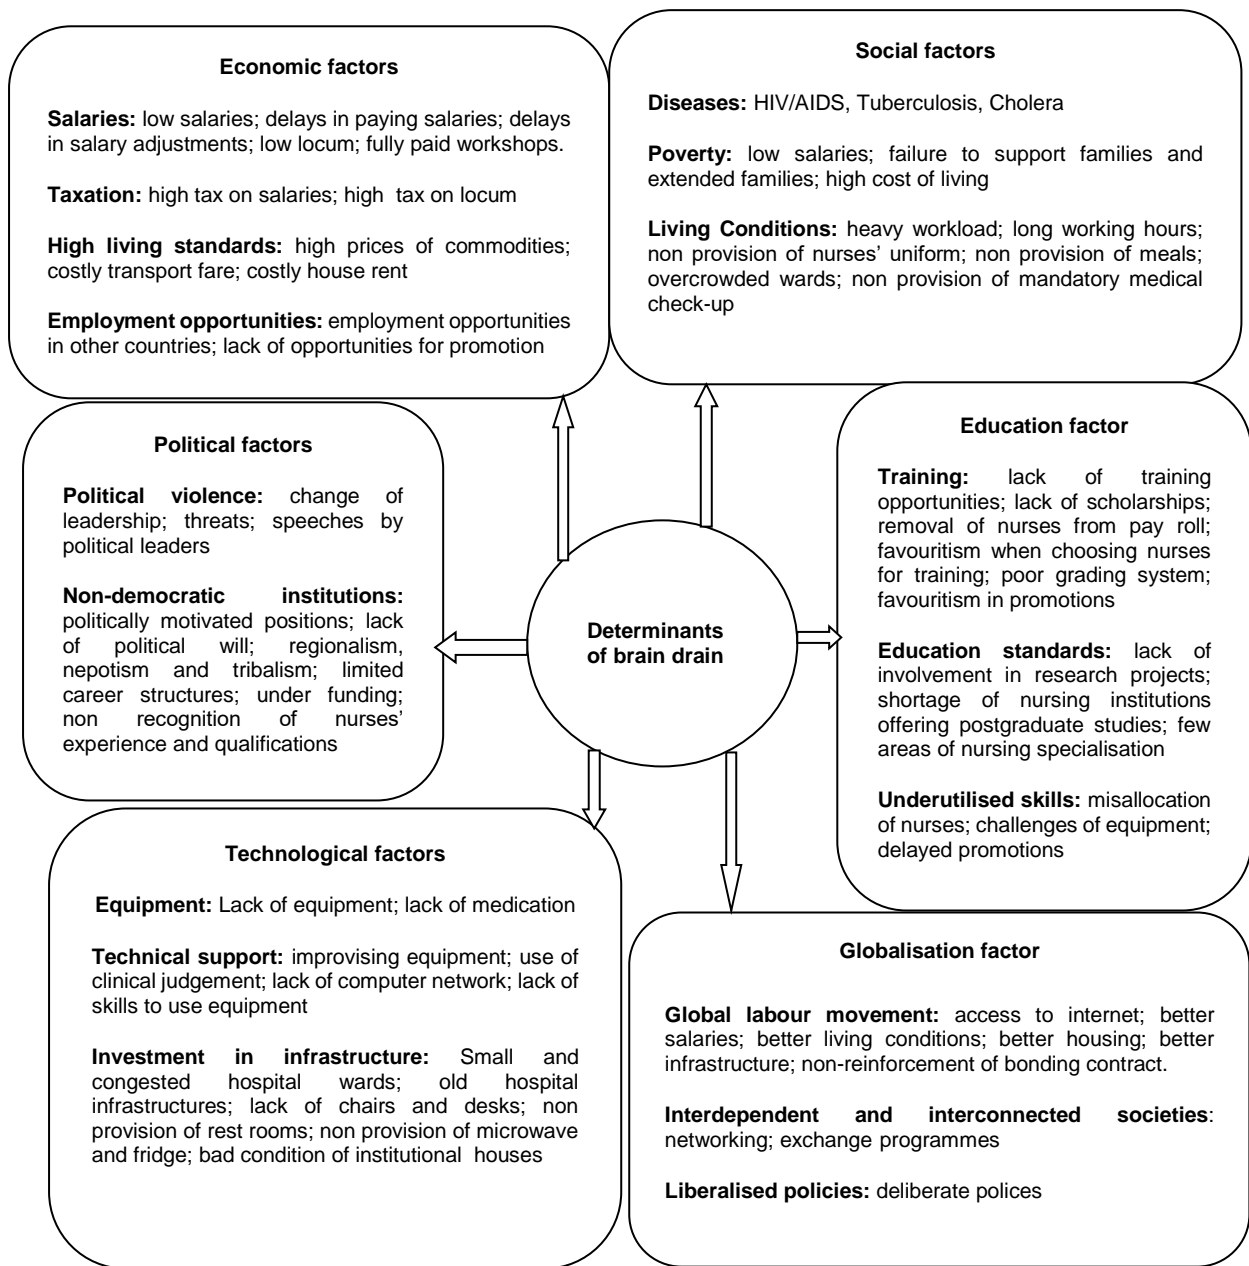 Economic factors
Salaries: low salaries; delays in paying salaries; delays
in salary adjustments; low locum; fully paid workshops.
Taxation: high tax on salaries; high tax on locum
High living standards: high prices of commodities;
costly transport fare; costly house rent
Employment opportunities: employment opportunities
in other countries; lack of opportunities for promotion
Social factors
Diseases: HIV/AIDS, Tuberculosis, Cholera
Poverty: low salaries; failure to support families and
extended families; high cost of living
Living Conditions: heavy workload; long working hours;
non provision of nurses' uniform; non provision of meals;
overcrowded wards; non provision of mandatory medical
check-up
Political factors
Political violence: change of
leadership; threats; speeches by
political leaders
Non-democratic institutions:
politically motivated positions; lack
of political will; regionalism,
nepotism and tribalism; limited
career structures; under funding;
non recognition of nurses'
experience and qualifications
Determinants
of brain drain
Education factor
Training: lack of training
opportunities; lack of scholarships;
removal of nurses from pay roll;
favouritism when choosing nurses
for training; poor grading system;
favouritism in promotions
Education standards: lack of
involvement in research projects;
shortage of nursing institutions
offering postgraduate studies; few
areas of nursing specialisation
Underutilised skills: misallocation
of nurses; challenges of equipment;
delayed promotions
Technological factors
Equipment: Lack of equipment; lack of medication
Technical support: improvising equipment; use of
clinical judgement; lack of computer network; lack of
skills to use equipment
Investment in infrastructure: Small and
congested hospital wards; old hospital
infrastructures; lack of chairs and desks; non
provision of rest rooms; non provision of microwave
and fridge; bad condition of institutional houses
Globalisation factor
Global labour movement: access to internet; better
salaries; better living conditions; better housing; better
infrastructure; non-reinforcement of bonding contract.
Interdependent and interconnected societies:
networking; exchange programmes
Liberalised policies: deliberate polices